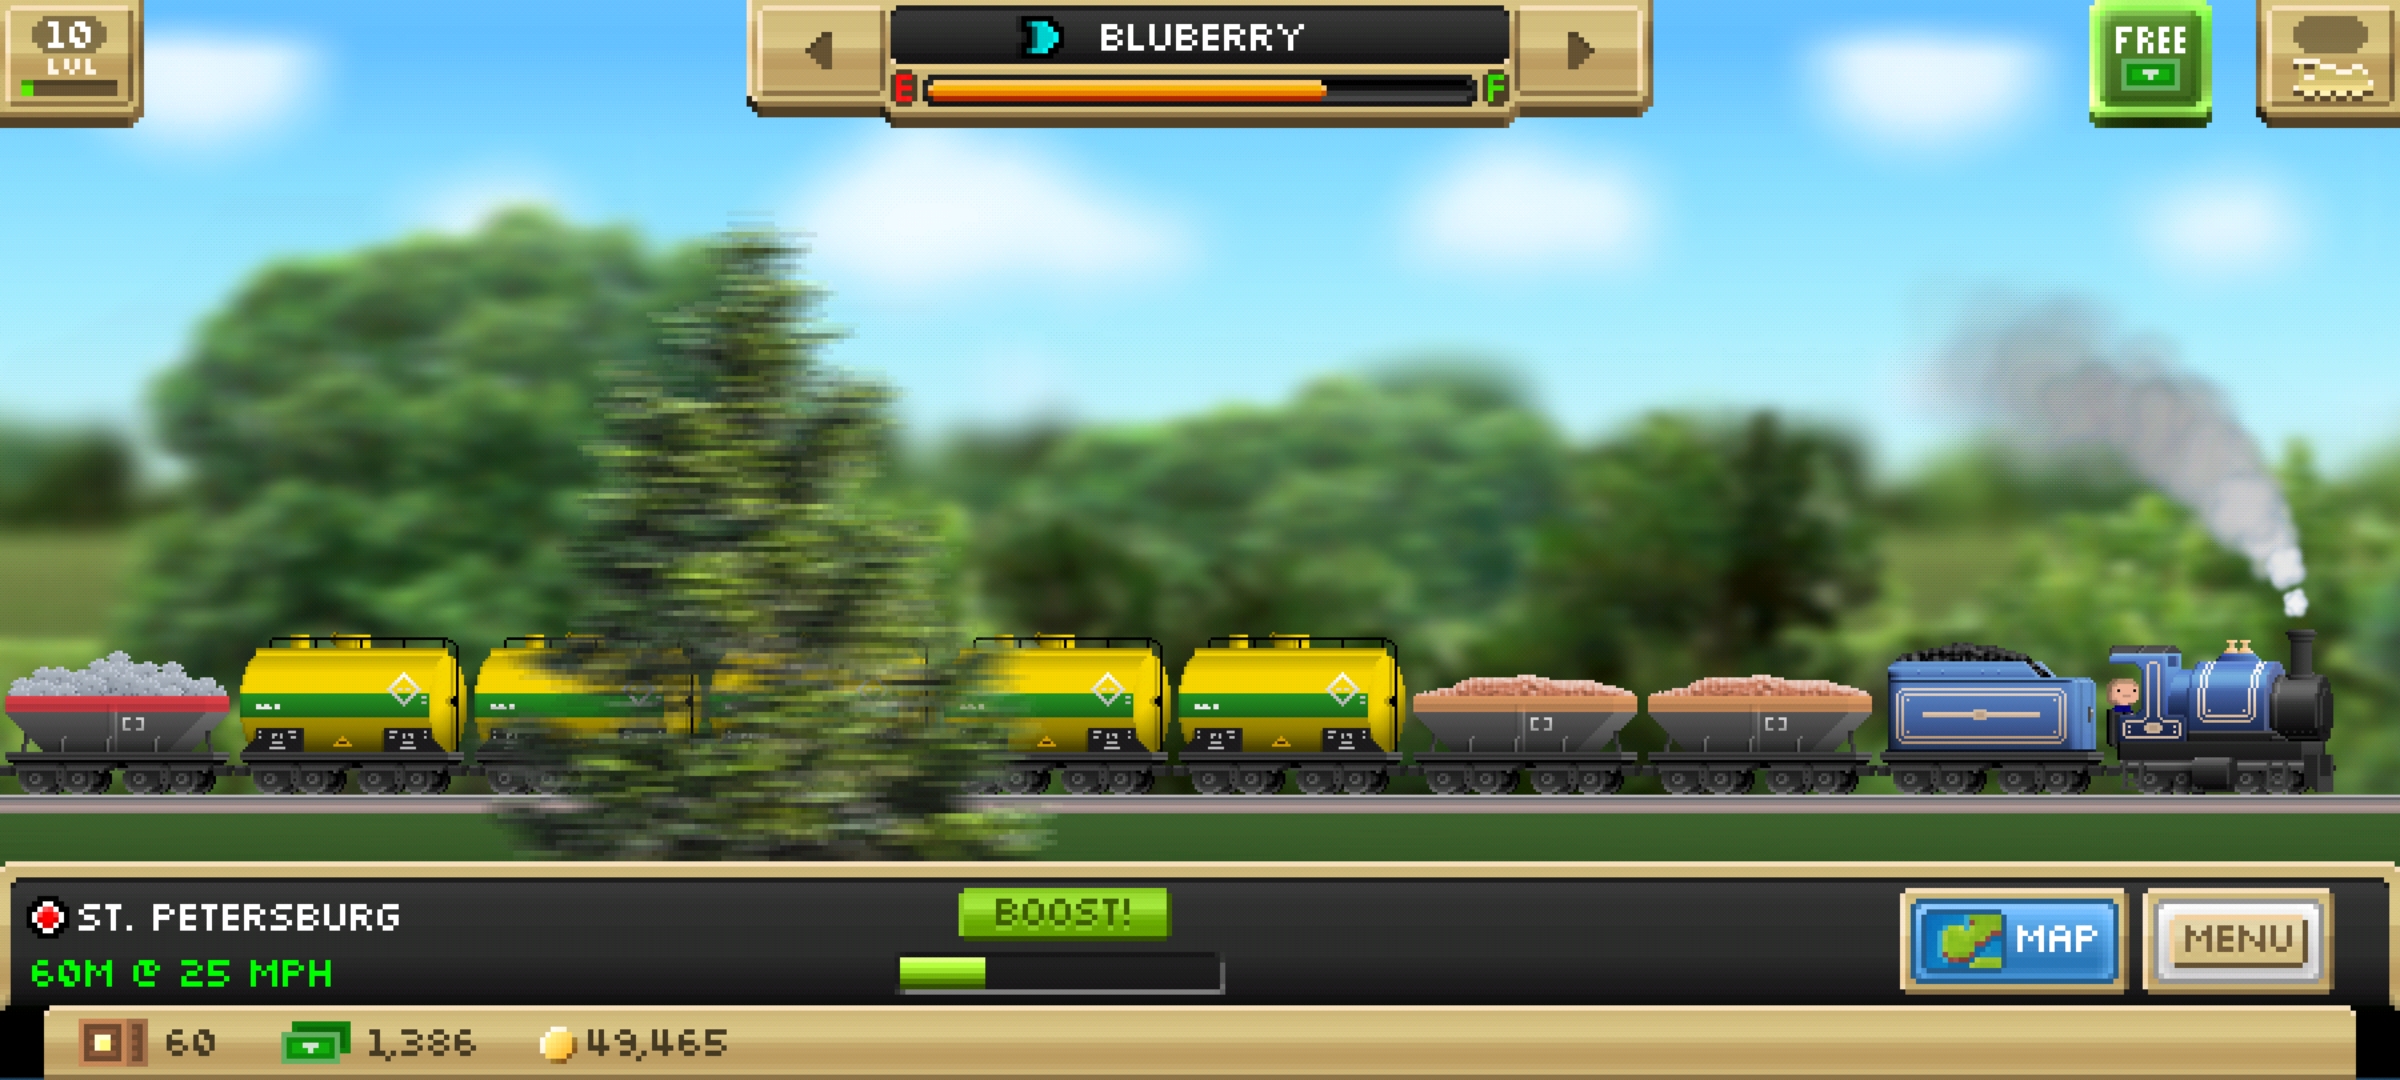 10
LVL
BLUBERRY
E
F
FREE
ST. PETERSBURG
60M @ 25 MPH
BOOST!
MAP
MENU
60
1,386
49,465